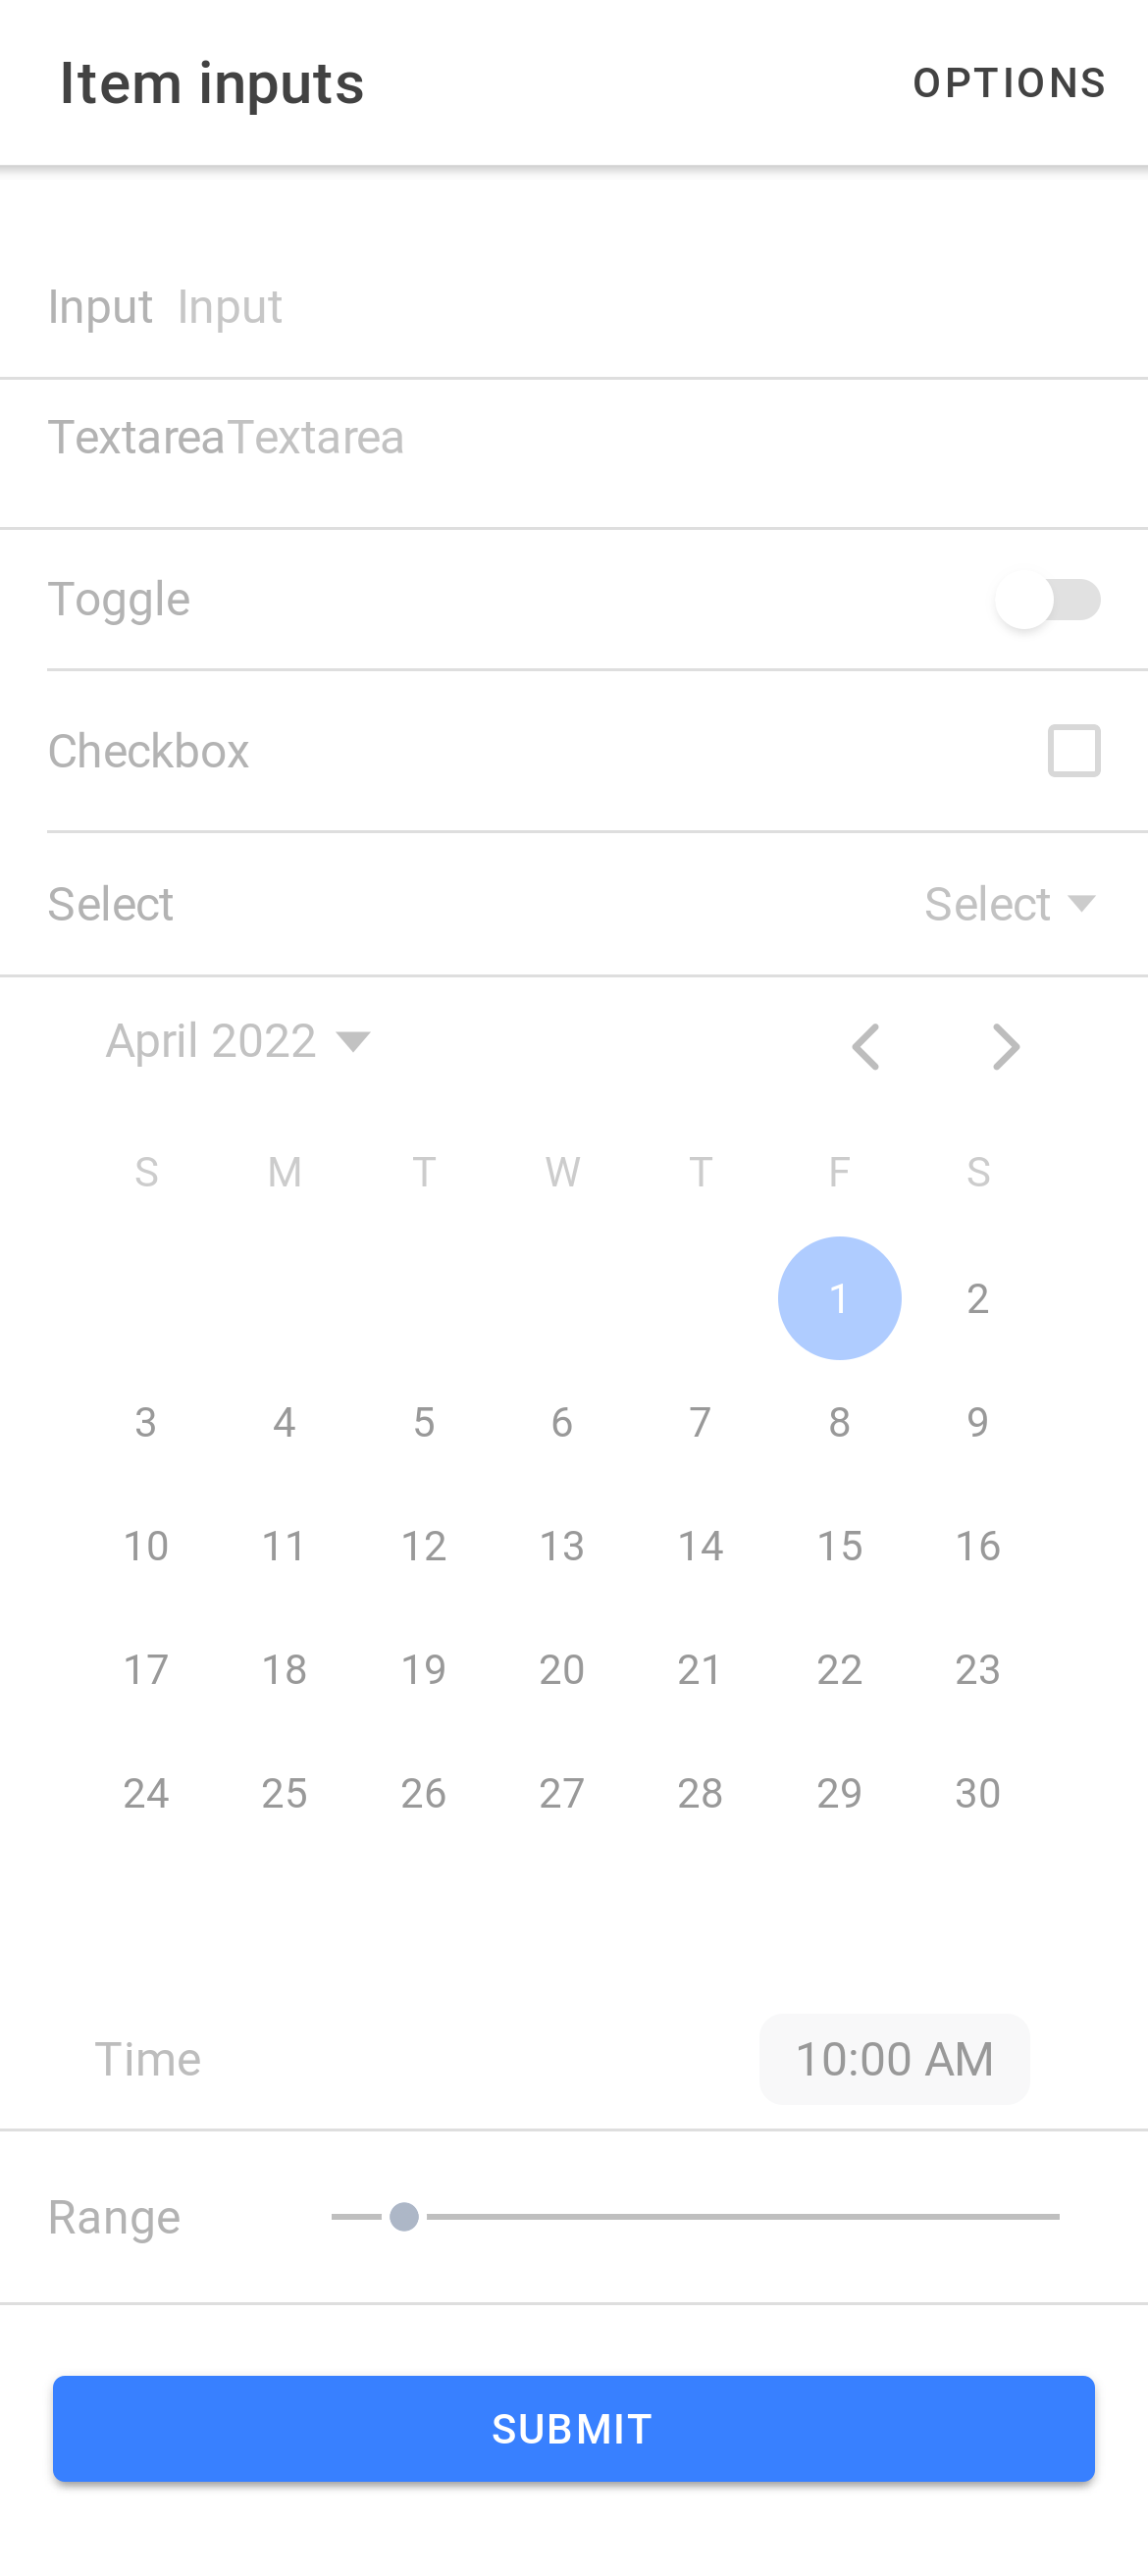 Item inputs OPTIONS
Input Input
Textarea Textarea
Toggle
Checkbox
Select Select
April 2022
S M T W T F S
1 2
3 4 5 6 7 8 9
10 11 12 13 14 15 16
17 18 19 20 21 22 23
24 25 26 27 28 29 30
Time 10:00 AM
Range
SUBMIT